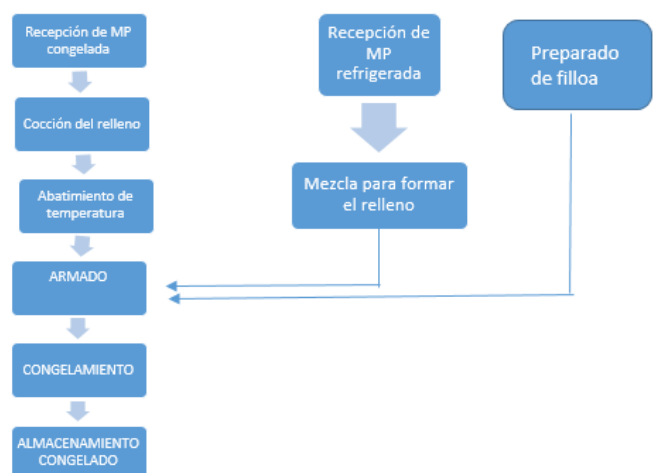 Recepción de MP
congelada
Cocción del relleno
Abatimiento de
temperatura
ARMADO
CONGELAMIENTO
ALMACENAMIENTO
CONGELADO
Recepción de
MP
refrigerada
Mezcla para formar
el relleno
Preparado
de filloa